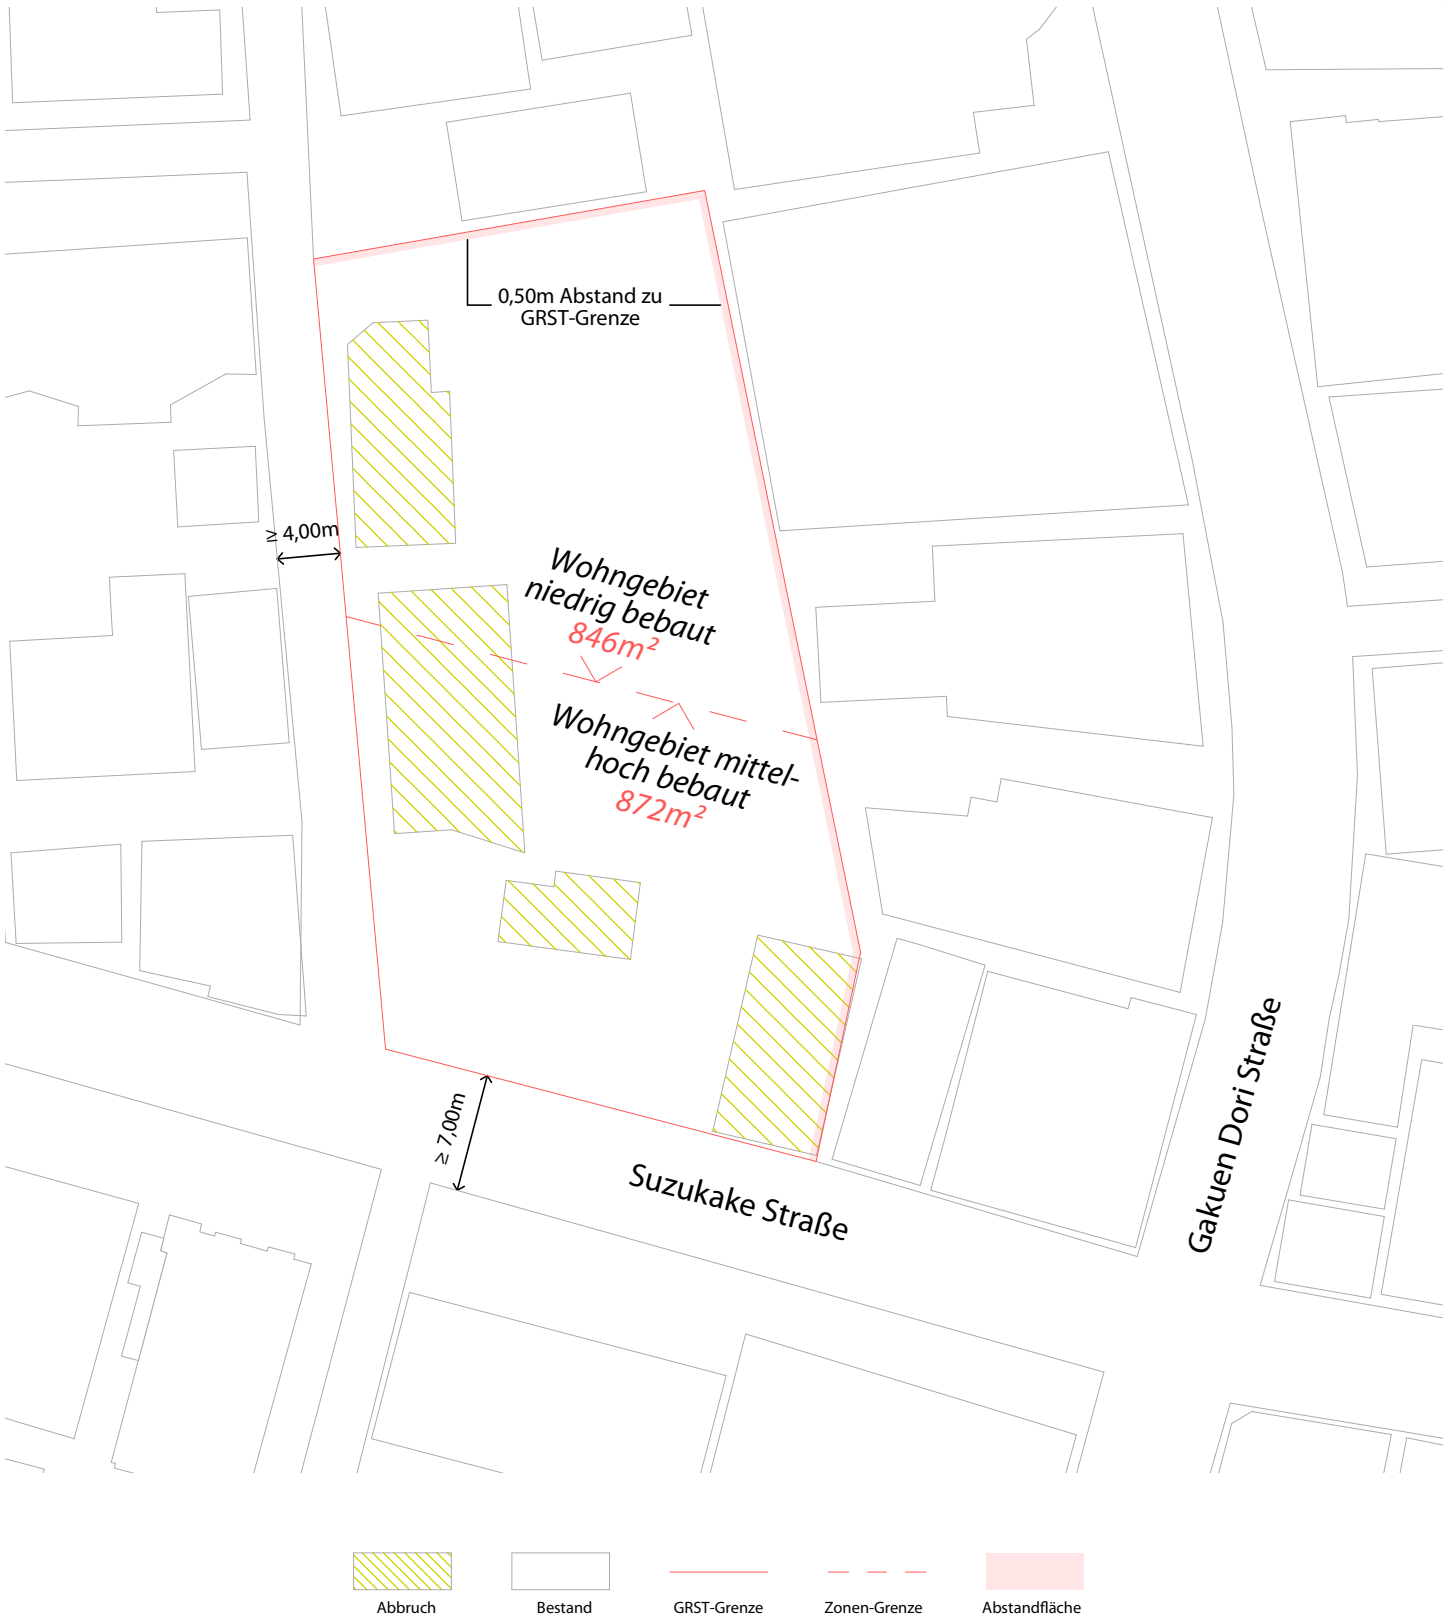 0,50m Abstand zu
GRST-Grenze
≥ 4,00m
Wohngebiet
niedrig bebaut
846m²
Wohngebiet mittel-
hoch bebaut
872m²
≥ 7,00m
Suzukake Straße
Gakuen Dori Straße
Abbruch
Bestand
GRST-Grenze
Zonen-Grenze
Abstandfläche